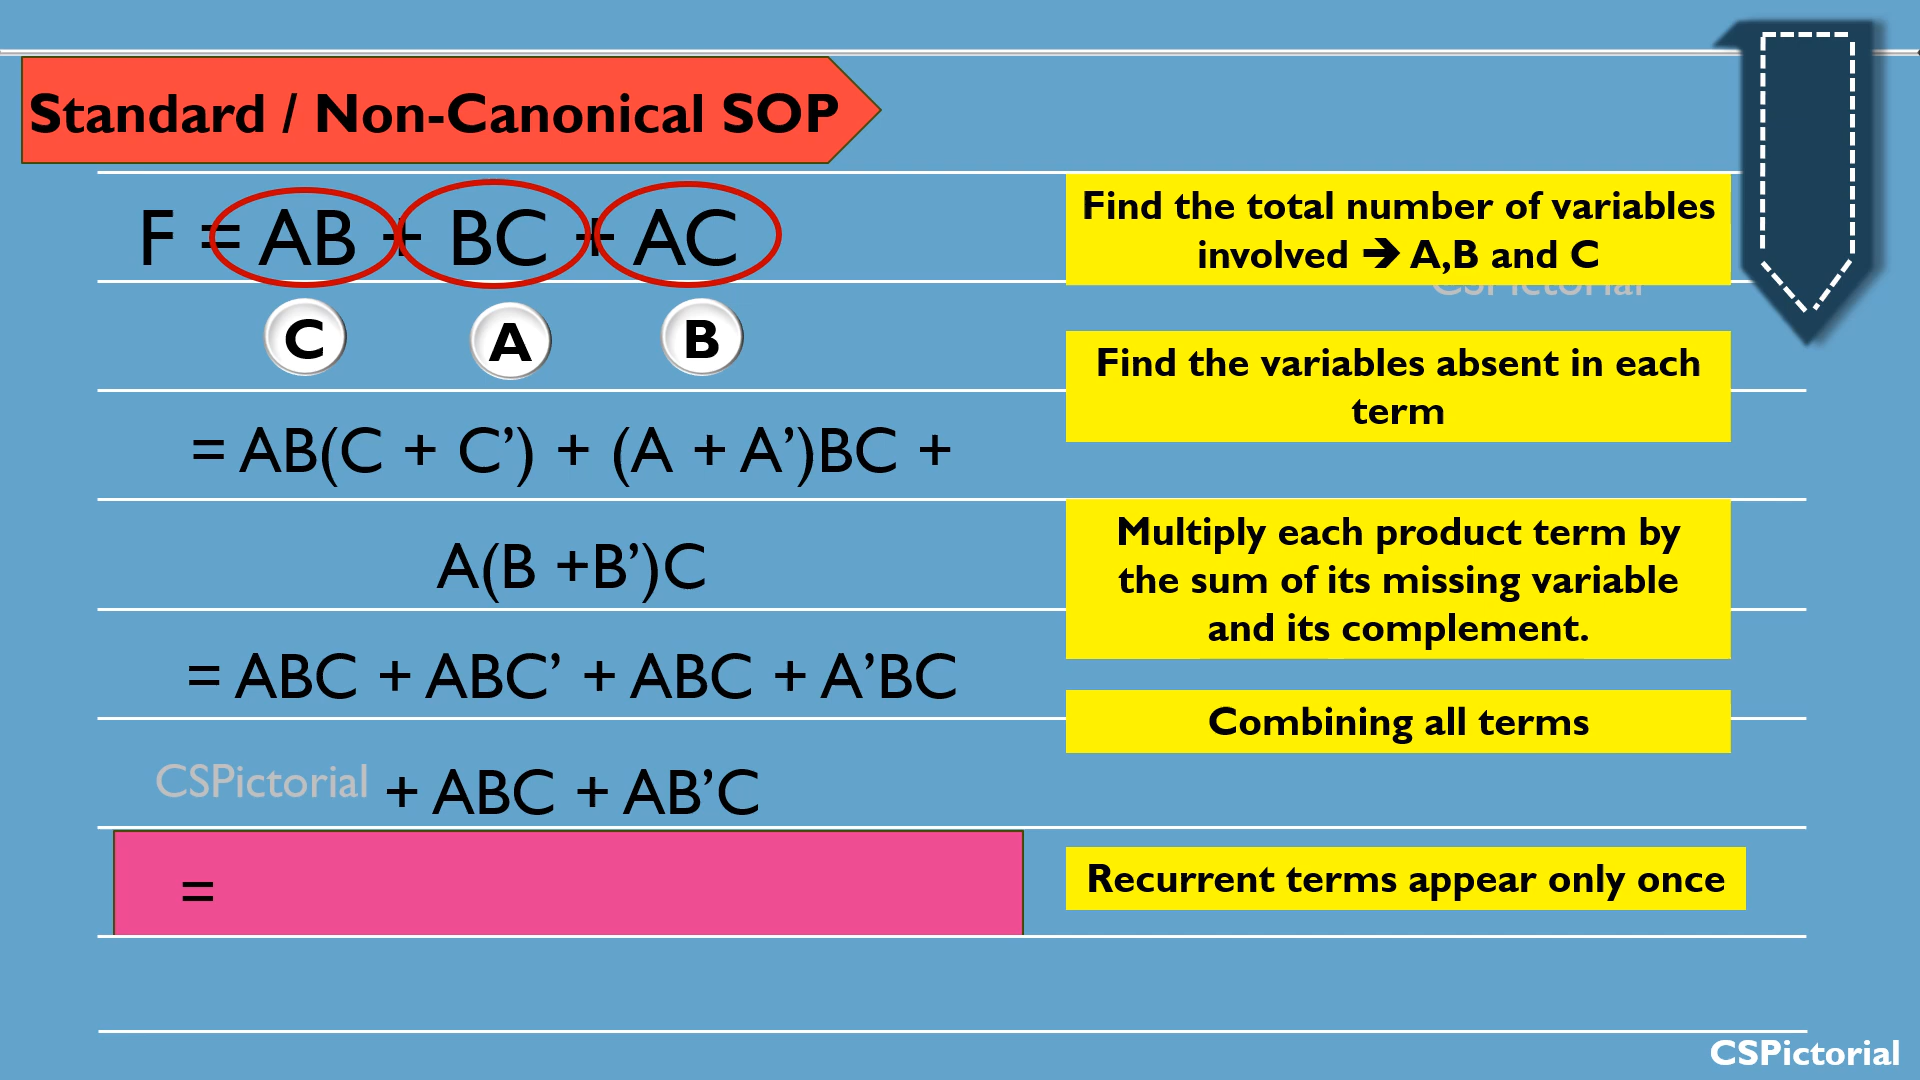 Standard / Non-Canonical SOP
F = AB + BC + AC
C A B
= AB(C + C’) + (A + A’)BC +
A(B +B’)C
= ABC + ABC’ + ABC + A’BC
CSPictorial
+ ABC + AB’C
=
Find the total number of variables
involved ➔ A,B and C
CSPictorial
Find the variables absent in each
term
Multiply each product term by
the sum of its missing variable
and its complement.
Combining all terms
Recurrent terms appear only once
CSPictorial